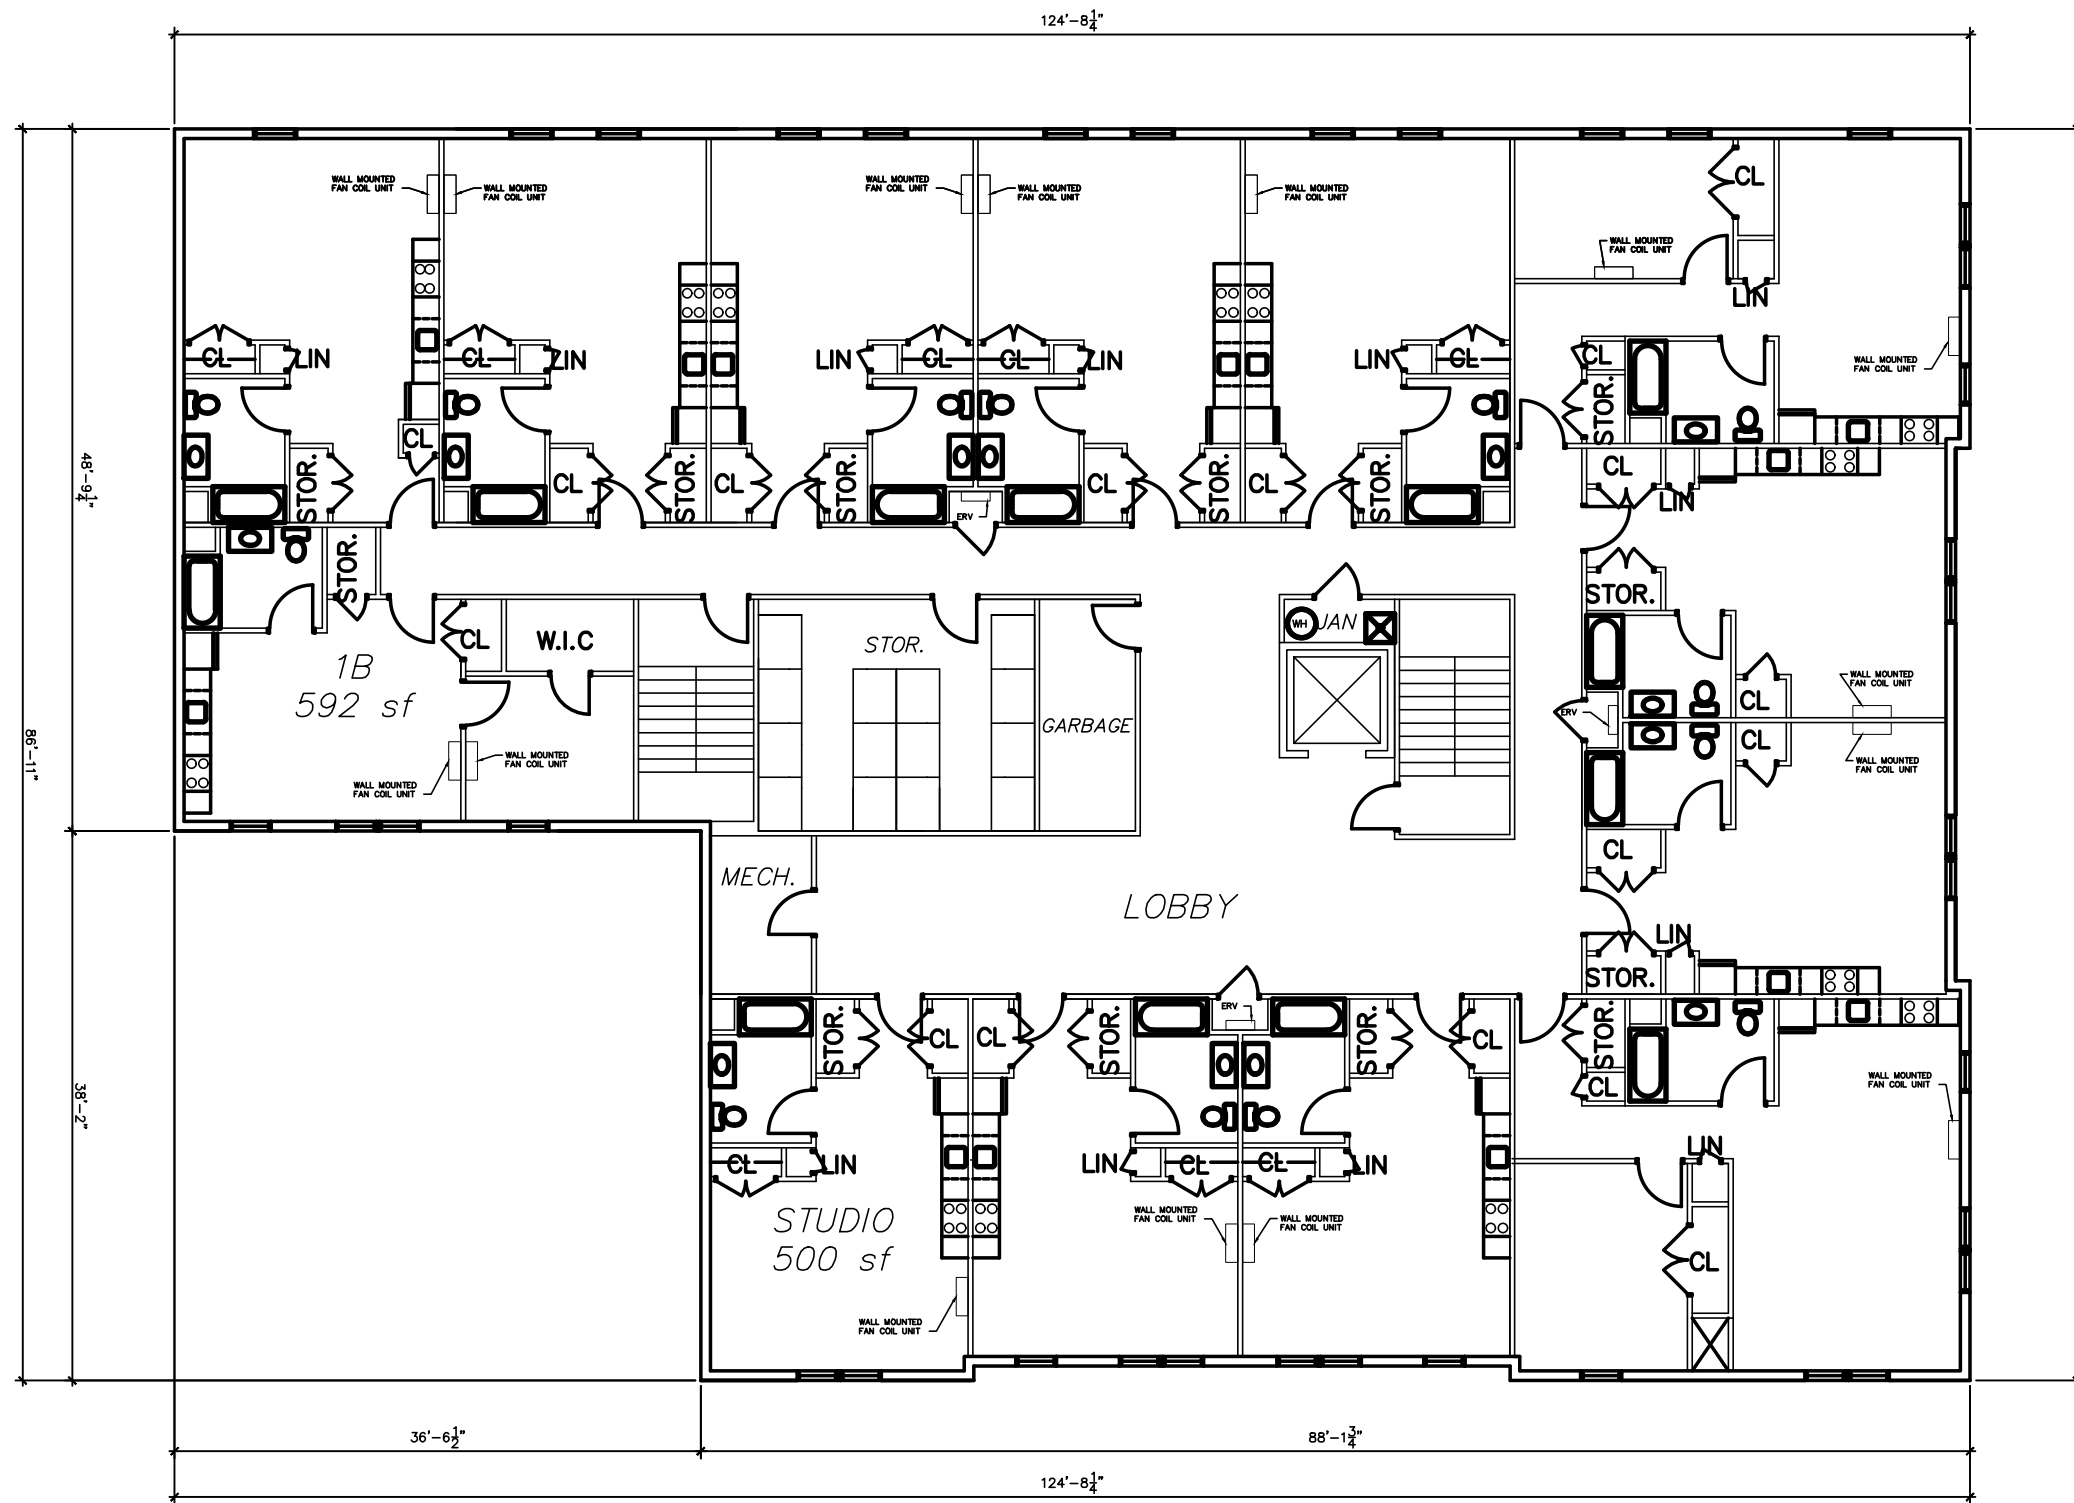 124'-8 1/4"
WALL MOUNTED
FAN COIL UNIT
WALL MOUNTED
FAN COIL UNIT
WALL MOUNTED
FAN COIL UNIT
WALL MOUNTED
FAN COIL UNIT
WALL MOUNTED
FAN COIL UNIT
CL
WALL MOUNTED
FAN COIL UNIT
LIN
CL
LIN
CL
LIN
LIN
CL
CL
LIN
LIN
CL
CL
WALL MOUNTED
FAN COIL UNIT
STOR.
CL
STOR.
CL
STOR.
CL
STOR.
CL
STOR.
CL
STOR.
CL
LIN
48'-9 1/4"
ERV
STOR.
STOR.
WH
JAN
CL
W.I.C
STOR.
1B
592 sf
GARBAGE
CL
WALL MOUNTED
FAN COIL UNIT
ERV
CL
WALL MOUNTED
FAN COIL UNIT
86'-11"
WALL MOUNTED
FAN COIL UNIT
WALL MOUNTED
FAN COIL UNIT
CL
MECH.
LOBBY
LIN
STOR.
ERV
STOR.
CL
CL
STOR.
STOR.
CL
STOR.
CL
WALL MOUNTED
FAN COIL UNIT
38'-2"
LIN
CL
LIN
LIN
CL
CL
LIN
WALL MOUNTED
FAN COIL UNIT
WALL MOUNTED
FAN COIL UNIT
STUDIO
500 sf
CL
WALL MOUNTED
FAN COIL UNIT
36'-6 1/2"
88'-1 3/4"
124'-8 1/4"